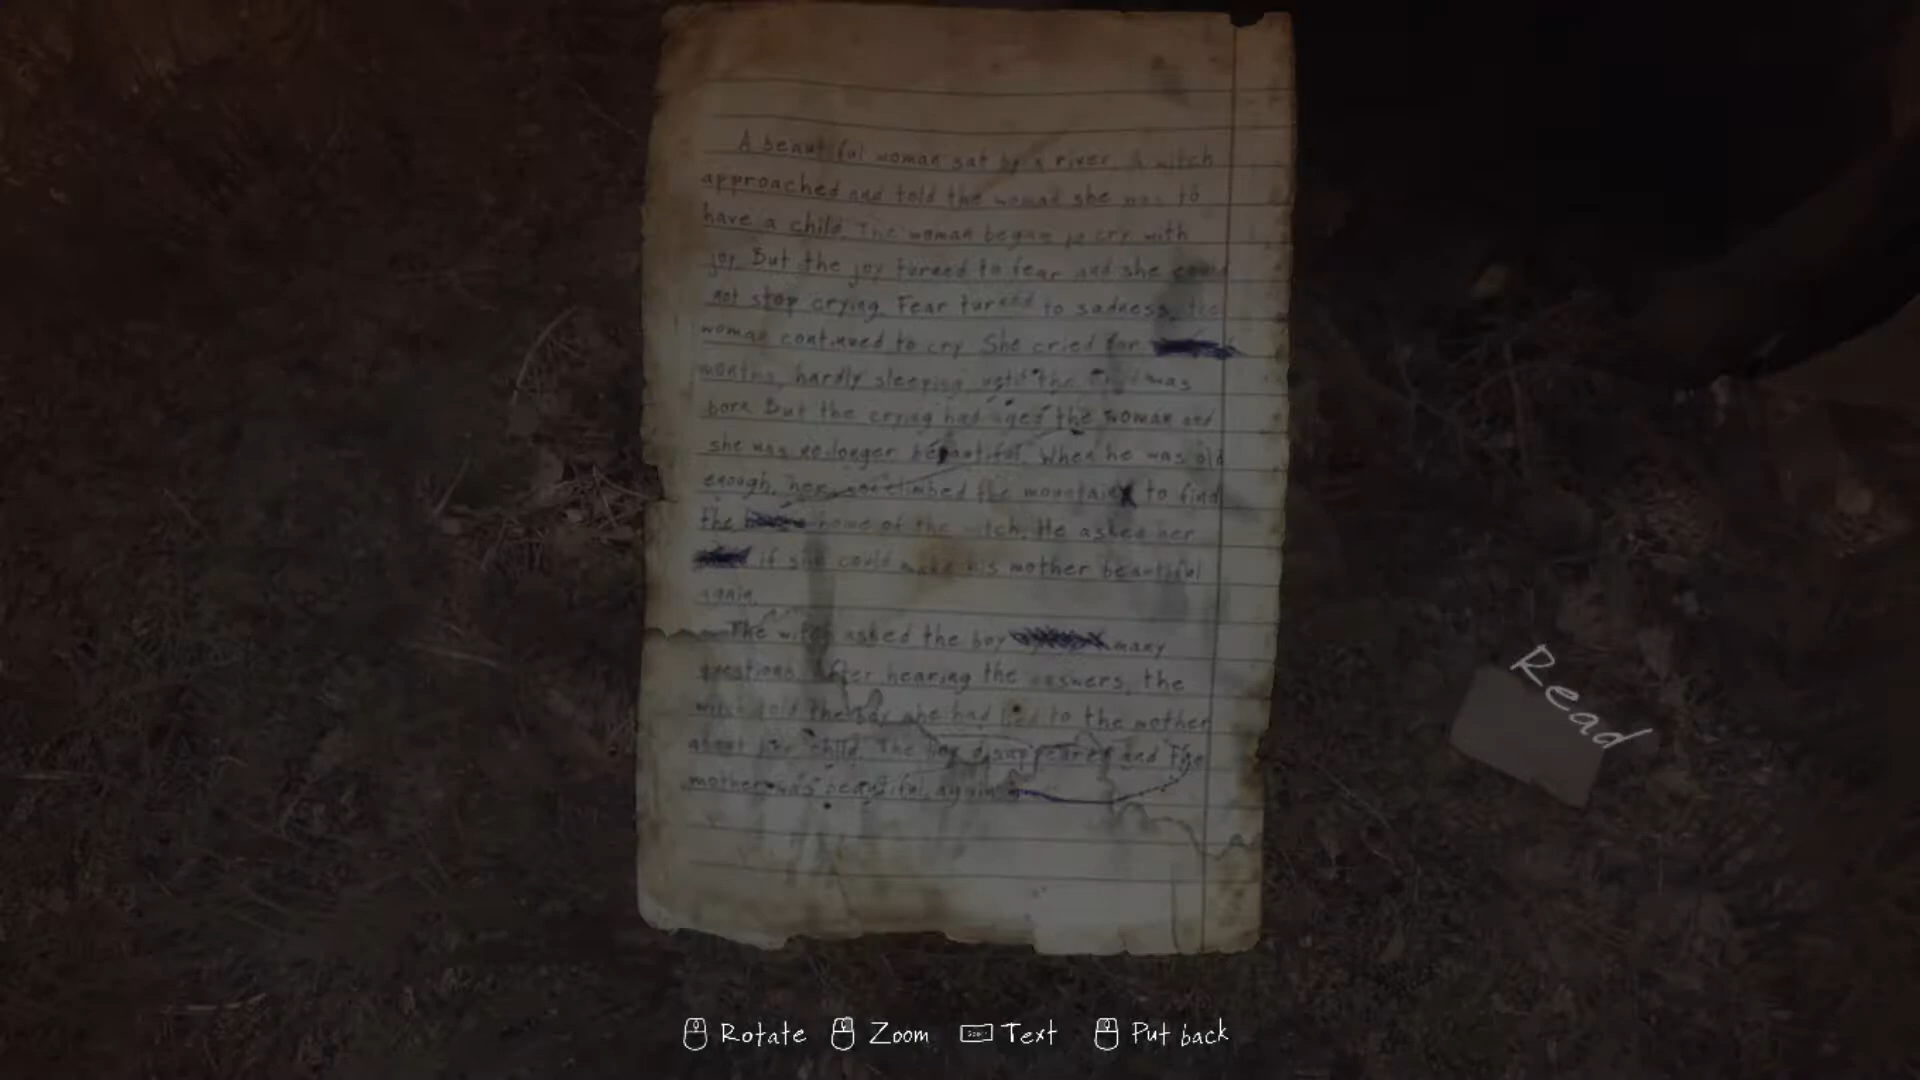 A beautiful woman sat by a river. A witch
approached and told the woman she was to
have a child. The woman began to cry with
joy. But the joy turned to fear and she could
not stop crying. Fear turned to sadness, the
woman continued to cry. She cried for
months, hardly sleeping, until the child was
born. But the crying had aged the woman and
she was no longer beautiful. When he was old
enough, her son climbed the mountain to find
the home of the witch. He asked her
if she could make his mother beautiful
again.
The witch asked the boy many
questions. After hearing the answers, the
witch told the boy she had lied to the mother
about her child. The boy disappeared and the
mother was beautiful again
Read
Rotate Zoom Text Put back